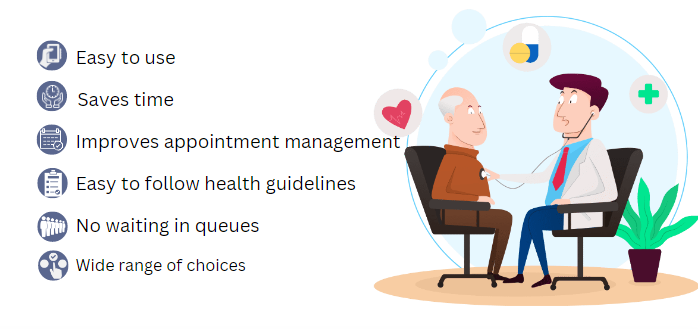 Easy to use
Saves time
Improves appointment management
Easy to follow health guidelines
No waiting in queues
Wide range of choices